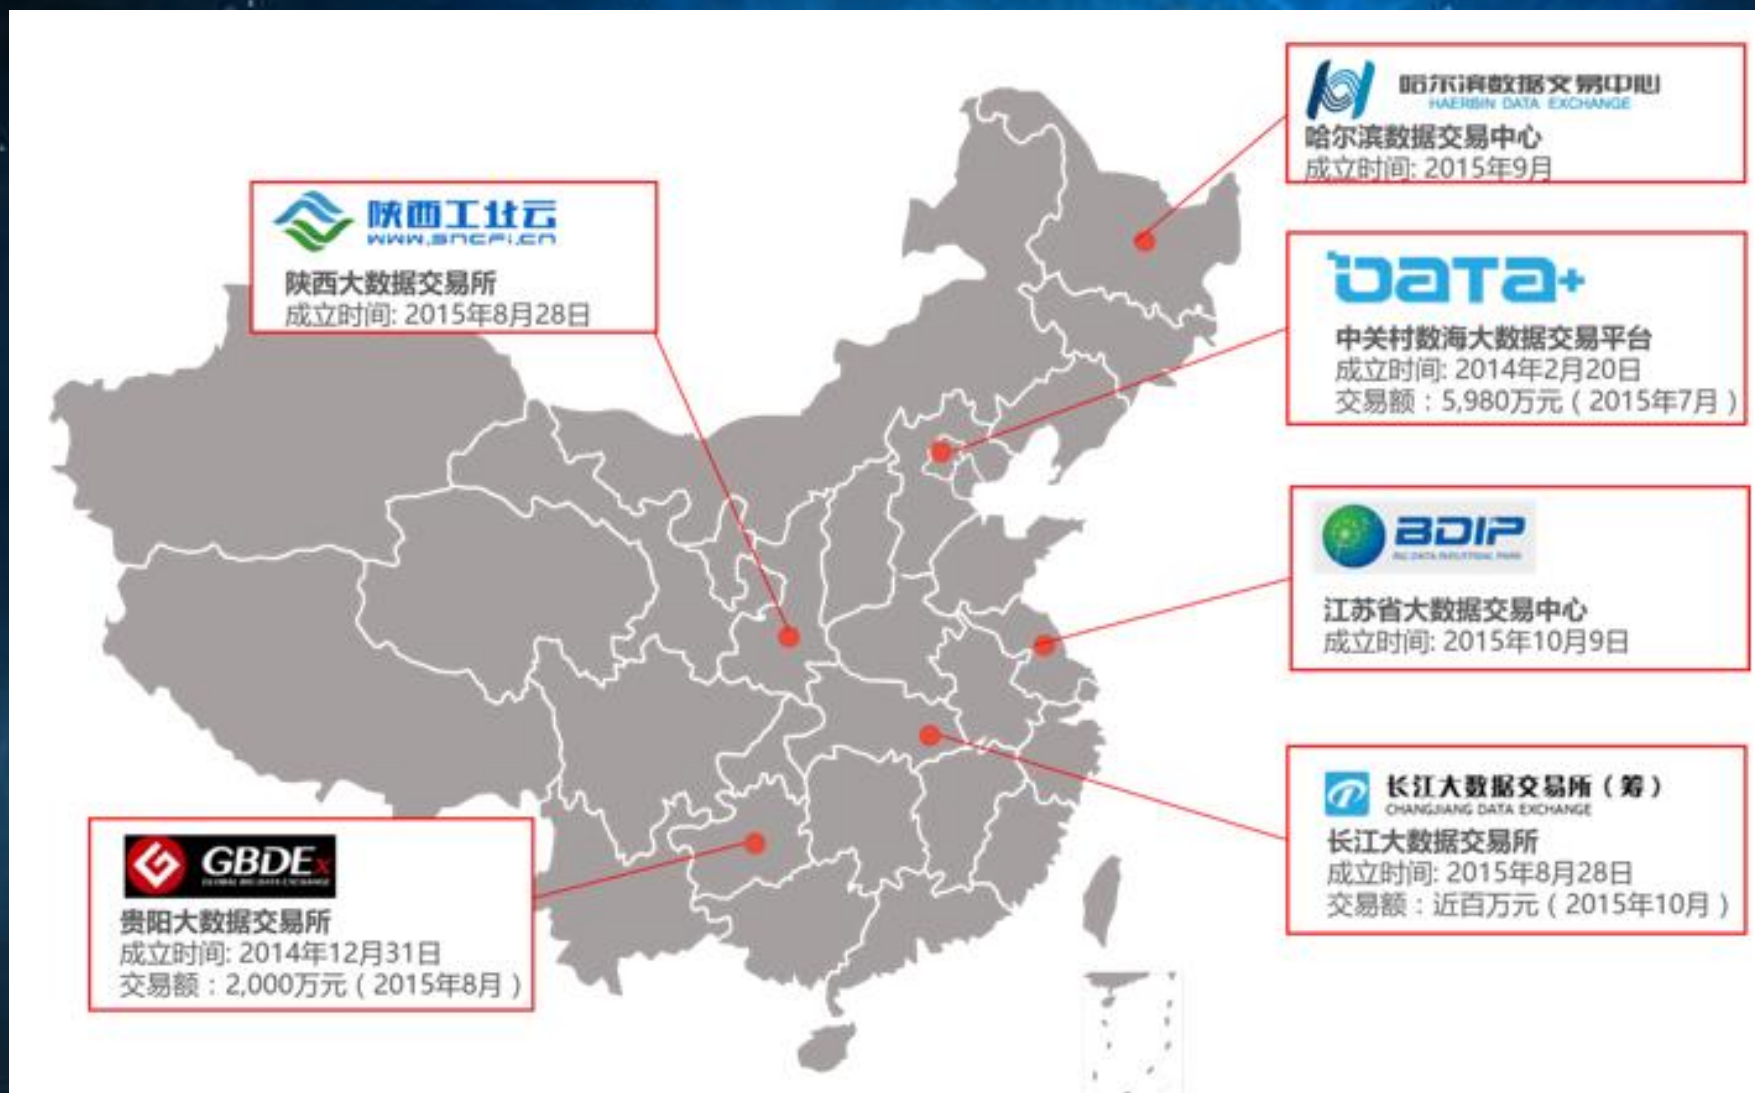 哈尔滨数据交易中心
HAERBIN DATA EXCHANGE
哈尔滨数据交易中心
成立时间: 2015年9月
陕西工业云
www.sncfi.cn
陕西大数据交易所
成立时间: 2015年8月28日
DATA+
中关村数海大数据交易平台
成立时间: 2014年2月20日
交易额：5,980万元（2015年7月）
BDIP
BIG DATA INDUSTRIAL PARK
江苏省大数据交易中心
成立时间: 2015年10月9日
长江大数据交易所（筹）
CHANGJIANG DATA EXCHANGE
长江大数据交易所
成立时间: 2015年8月28日
交易额：近百万元（2015年10月）
GBDEx
GLOBAL BIG DATA EXCHANGE
贵阳大数据交易所
成立时间: 2014年12月31日
交易额：2,000万元（2015年8月）